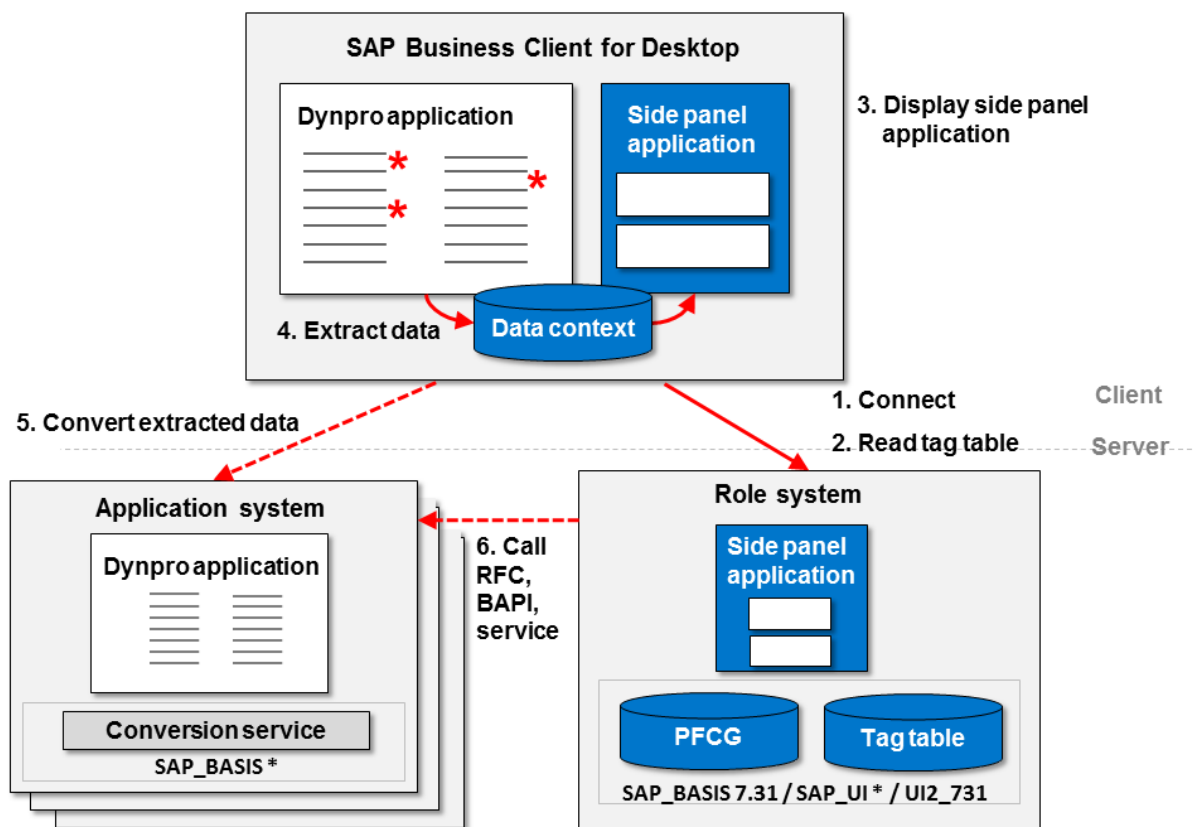 SAP Business Client for Desktop
Dynpro application
*
*
*
Side panel
application
3. Display side panel
application
4. Extract data
Data context
1. Connect
2. Read tag table
Client
Server
5. Convert extracted data
Application system
Dynpro application
Conversion service
SAP_BASIS *
6. Call
RFC,
BAPI,
service
Role system
Side panel
application
PFCG
Tag table
SAP_BASIS 7.31 / SAP_UI * / UI2_731